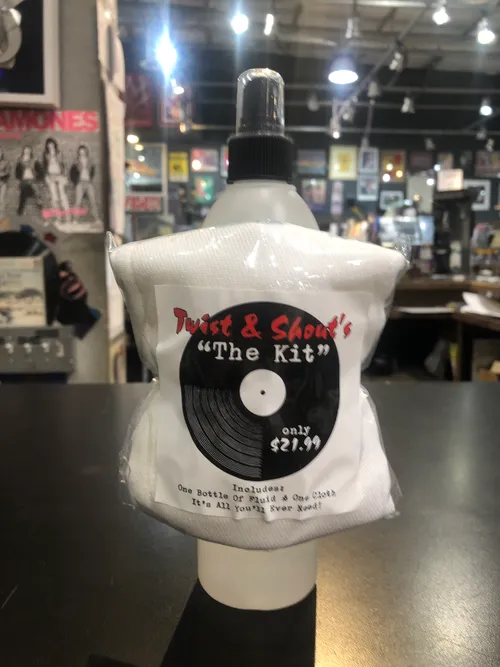 AMONES
Twist & Shout's
“The Kit”
only
$21.99
Includes:
One Bottle Of Fluid & One Cloth
It's All You'll Ever Need!